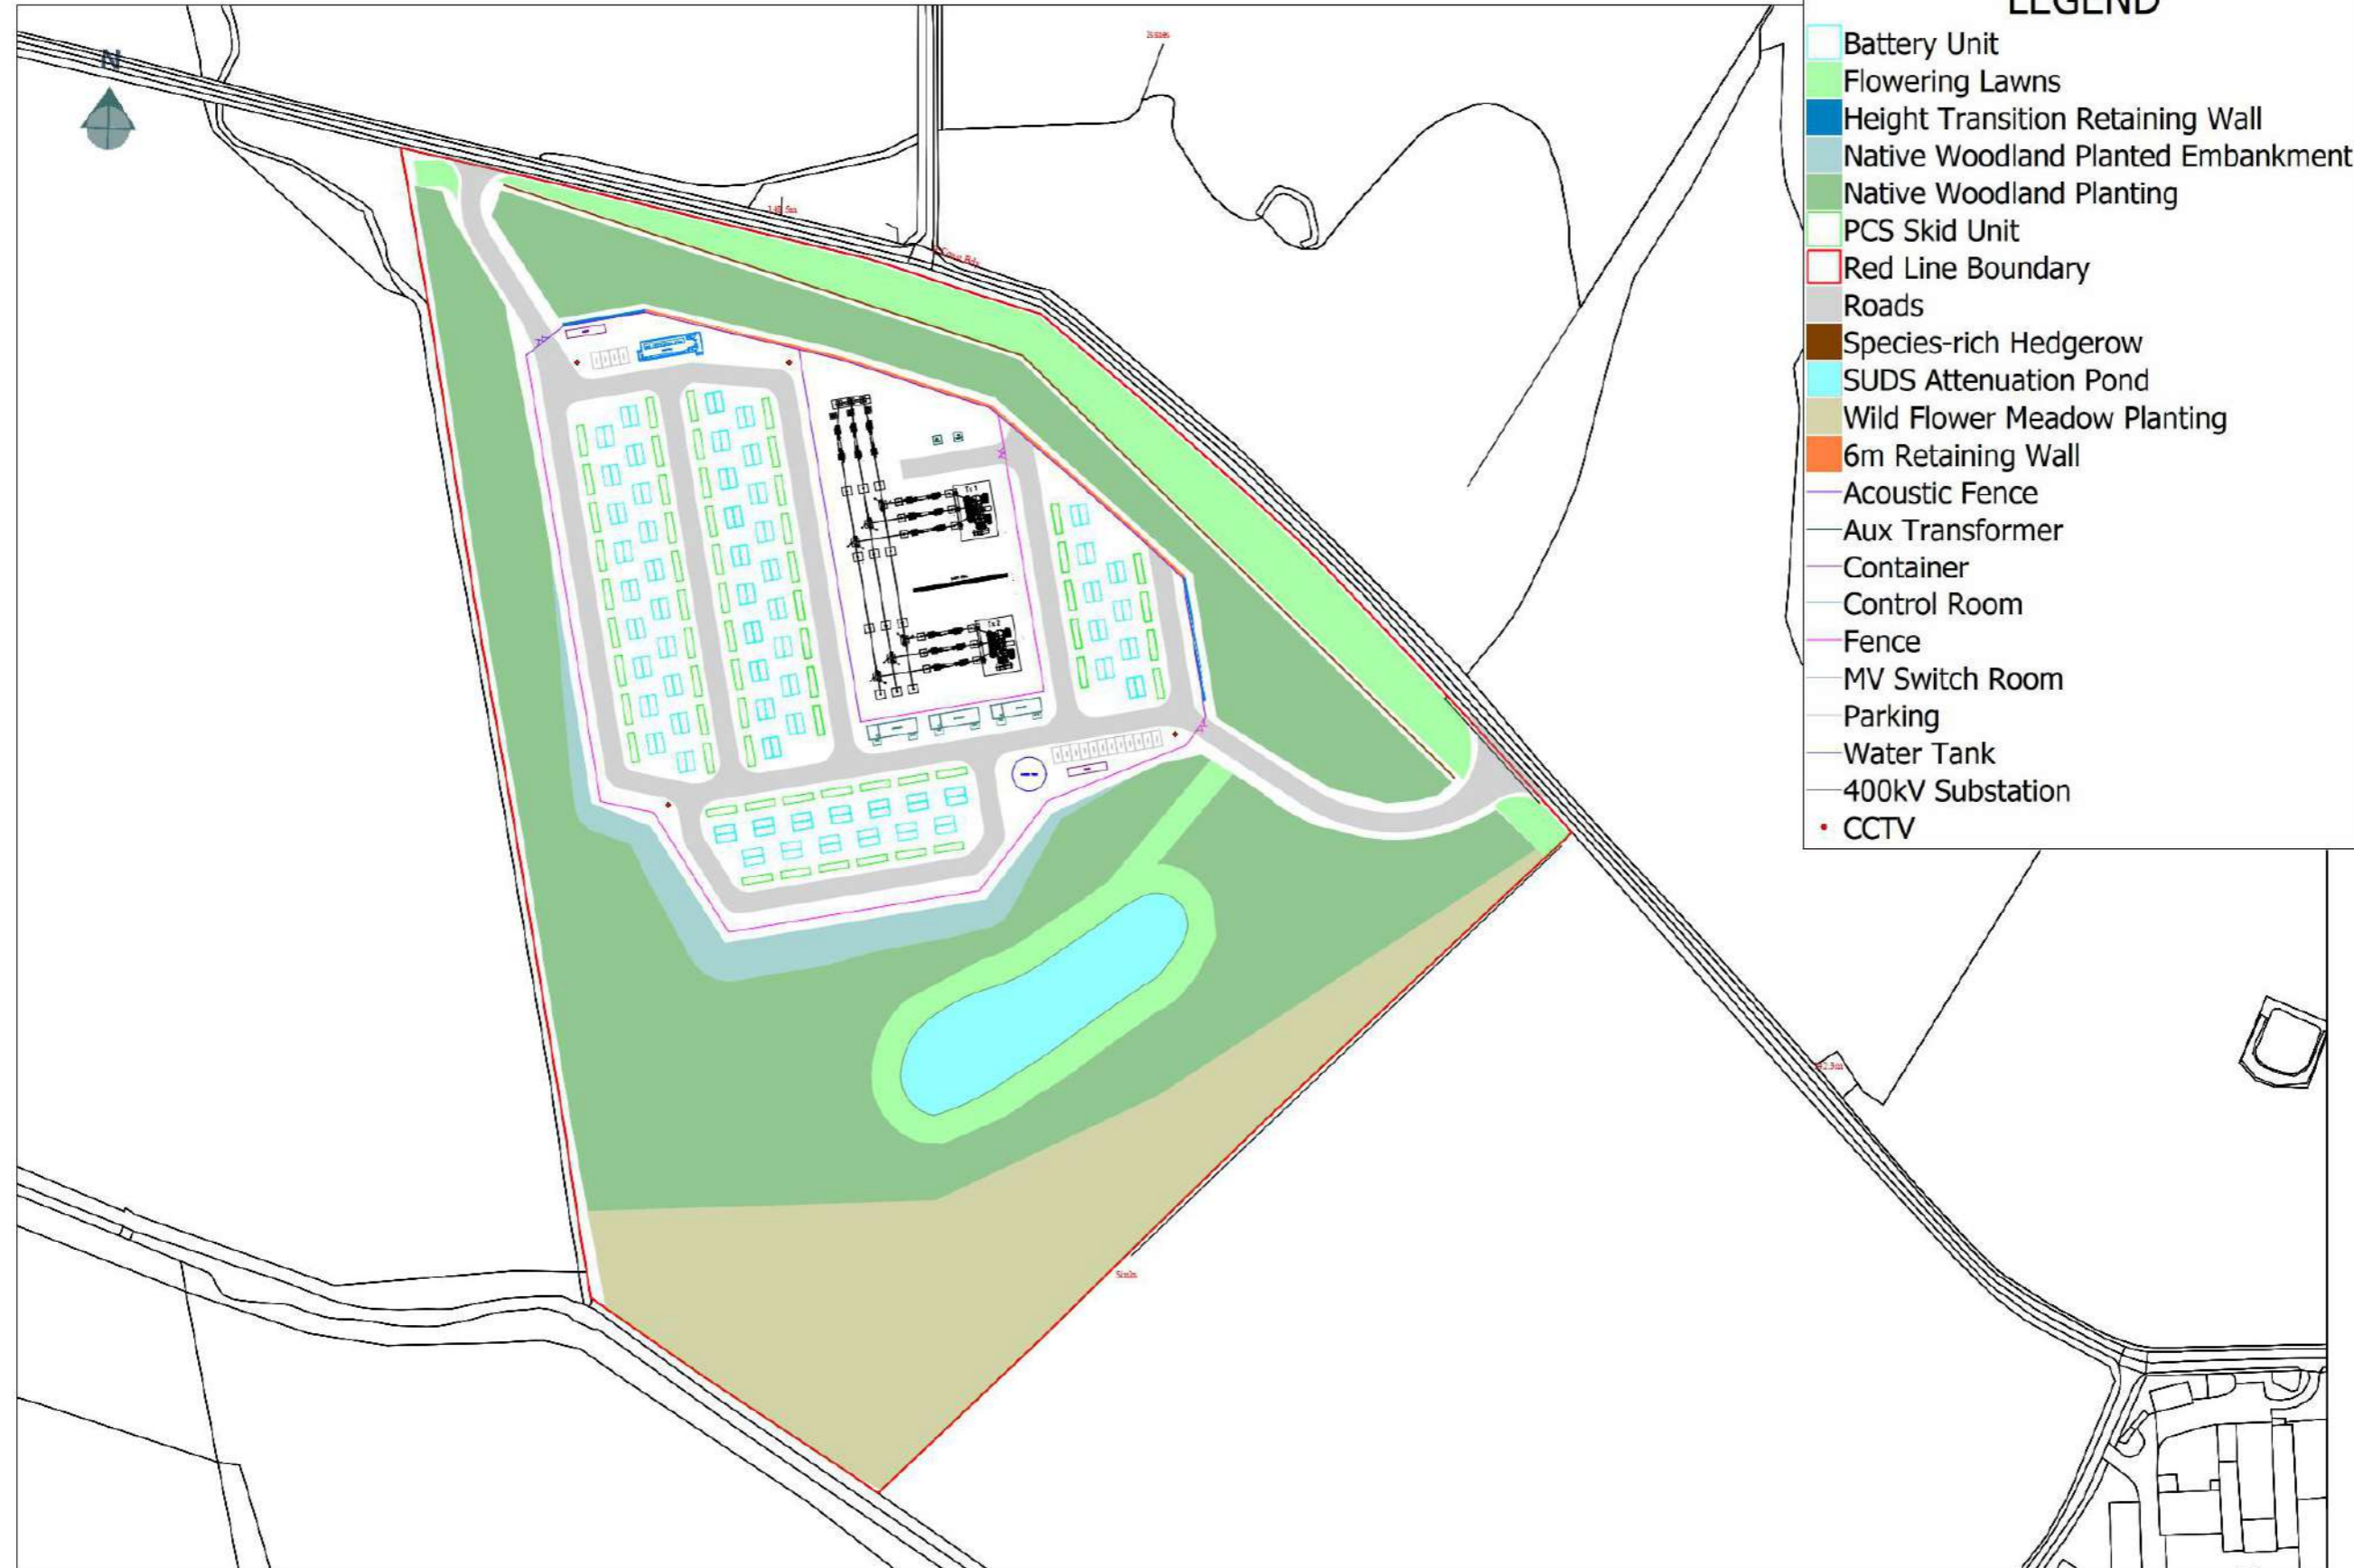 LEGEND
Battery Unit
Flowering Lawns
Height Transition Retaining Wall
Native Woodland Planted Embankment
Native Woodland Planting
PCS Skid Unit
Red Line Boundary
Roads
Species-rich Hedgerow
SUDS Attenuation Pond
Wild Flower Meadow Planting
6m Retaining Wall
Acoustic Fence
Aux Transformer
Container
Control Room
Fence
MV Switch Room
Parking
Water Tank
400kV Substation
CCTV
N